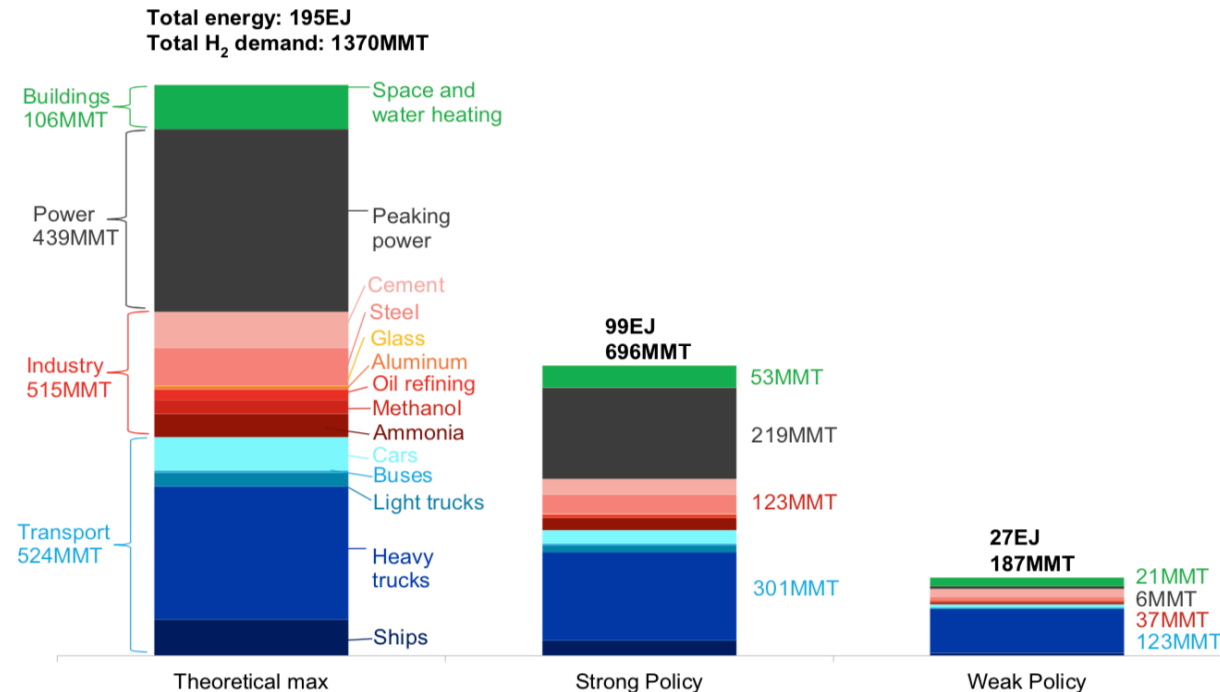 Total energy: 195EJ
Total H2 demand: 1370MMT
Buildings
106MMT
Space and
water heating
Power
439MMT
Peaking
power
Industry
515MMT
Cement
Steel
Glass
Aluminum
Oil refining
Methanol
Ammonia
Transport
524MMT
Cars
Buses
Light trucks
Heavy
trucks
Ships
99EJ
696MMT
53MMT
219MMT
123MMT
301MMT
27EJ
187MMT
21MMT
6MMT
37MMT
123MMT
Theoretical max
Strong Policy
Weak Policy